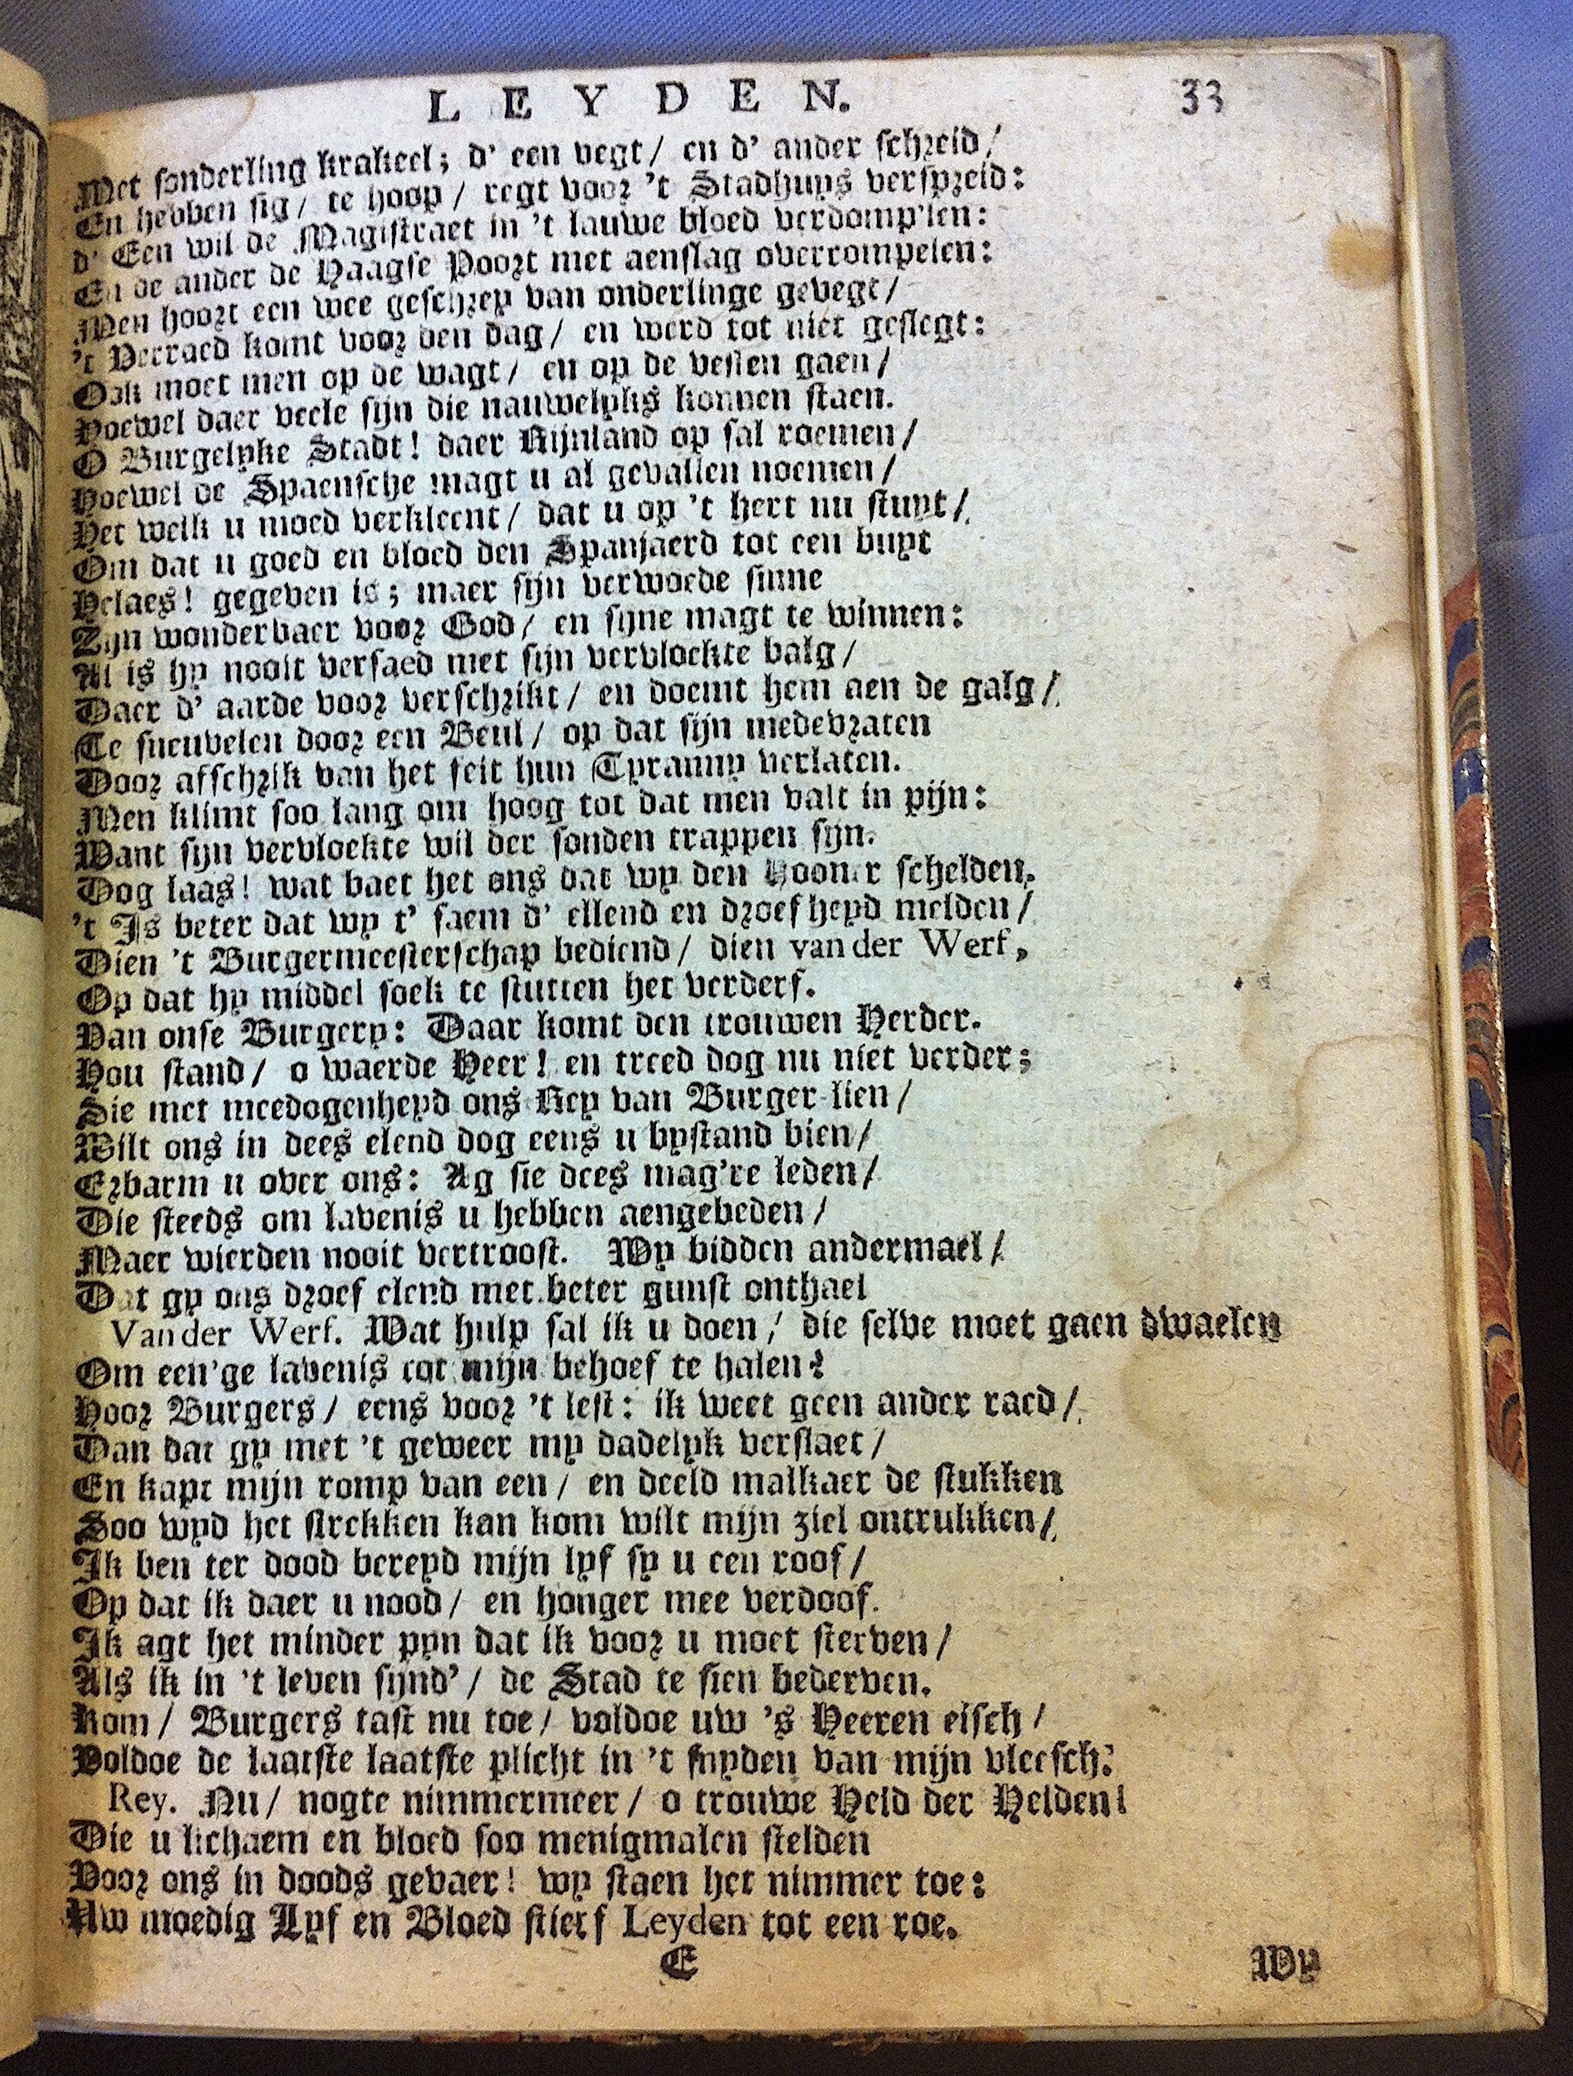 LEYDEN. 33
Met sonderling krakeel; d' een vegt / en d' ander schreid /
En hebben sig / te hoop / regt voor 't Stadhuys verspreid:
d' Een wil de Magistraet in 't lauwe bloed verdomp'len:
En de ander de Haagse Poort met aenslag overrompelen:
Men hoort een wee geschrey van onderlinge gevegt /
't Verraed komt voor den dag / en werd tot niet geslegt:
Ook moet men op de wagt / en op de vesten gaen /
Hoewel daer veele sijn die nauwelyks konnen staen.
O Burgelyke Stadt! daer Rijnland op sal roemen /
Hoewel de Spaensche magt u al gevallen noemen /
Het welk u moed verkleent / dat u op 't hert nu stuyt /
Om dat u goed en bloed den Spanjaerd tot een buyt
Helaes! gegeven is; maer sijn verwoede sinne
Zijn wonderbaer voor God / en sijne magt te winnen:
Al is hy nooit versaed met sijn vervloekte balg /
Daer d' aarde voor verschrikt / en doemt hem aen de galg /
Te sneuvelen door een Beul / op dat sijn medevraten
Door afschrik van het feit hun Tyranny verlaten.
Men klimt soo lang om hoog tot dat men valt in pijn:
Want sijn vervloekte wil der sonden trappen sijn.
Dog laas! wat baet het ons dat wy den schelden.
't Is beter dat wy t' saem d' ellend en droefheyd melden /
Dien 't Burgermeesterschap bediend / dien vander Werf,
Op dat hy middel soek te stutten het verderf.
Van onse Burgery: Daar komt den trouwen Herder.
Hou stand / o waerde Heer! en treed dog nu niet verder;
Sie met meedogenheyd ons Rey van Burger-lien /
Wilt ons in dees elend dog eens u bystand bien /
Erbarm u over ons: Ag sie dees mag're leden /
Die steeds om lavenis u hebben aengebeden /
Maer wierden nooit vertroost. Wy bidden andermael /
Dat gy ons droef elend met beter gunst onthael
Vander Werf. Wat hulp sal ik u doen / die selve moet gaen dwaelen
Om een'ge lavenis tot mijn behoef te halen?
Hoor Burgers / eens voor 't lest: ik weet geen ander raed /
Dan dat gy met 't geweer my dadelyk verslaet /
En kapt mijn romp van een / en deeld malkaer de stukken
Soo wyd het strekken kan kom wilt mijn ziel ontrukken /
Ik ben ter dood bereyd mijn lyf sy u een roof /
Op dat ik daer u nood / en honger mee verdoof.
Ik agt het minder pyn dat ik voor u moet sterven /
Als ik in 't leven sijnd' / de Stad te sien bederven.
Kom / Burgers tast nu toe / voldoe uw 's Heeren eisch /
Voldoe de laatste laatste plicht in 't snyden van mijn vleesch.
Rey. Nu / nogte nimmermeer / o trouwe Held der Helden!
Die u lichaem en bloed soo menigmalen stelden
Voor ons in doods gevaer! wy staen het nimmer toe:
Uw moedig Lyf en Bloed stierf Leyden tot een roe.
E Wy